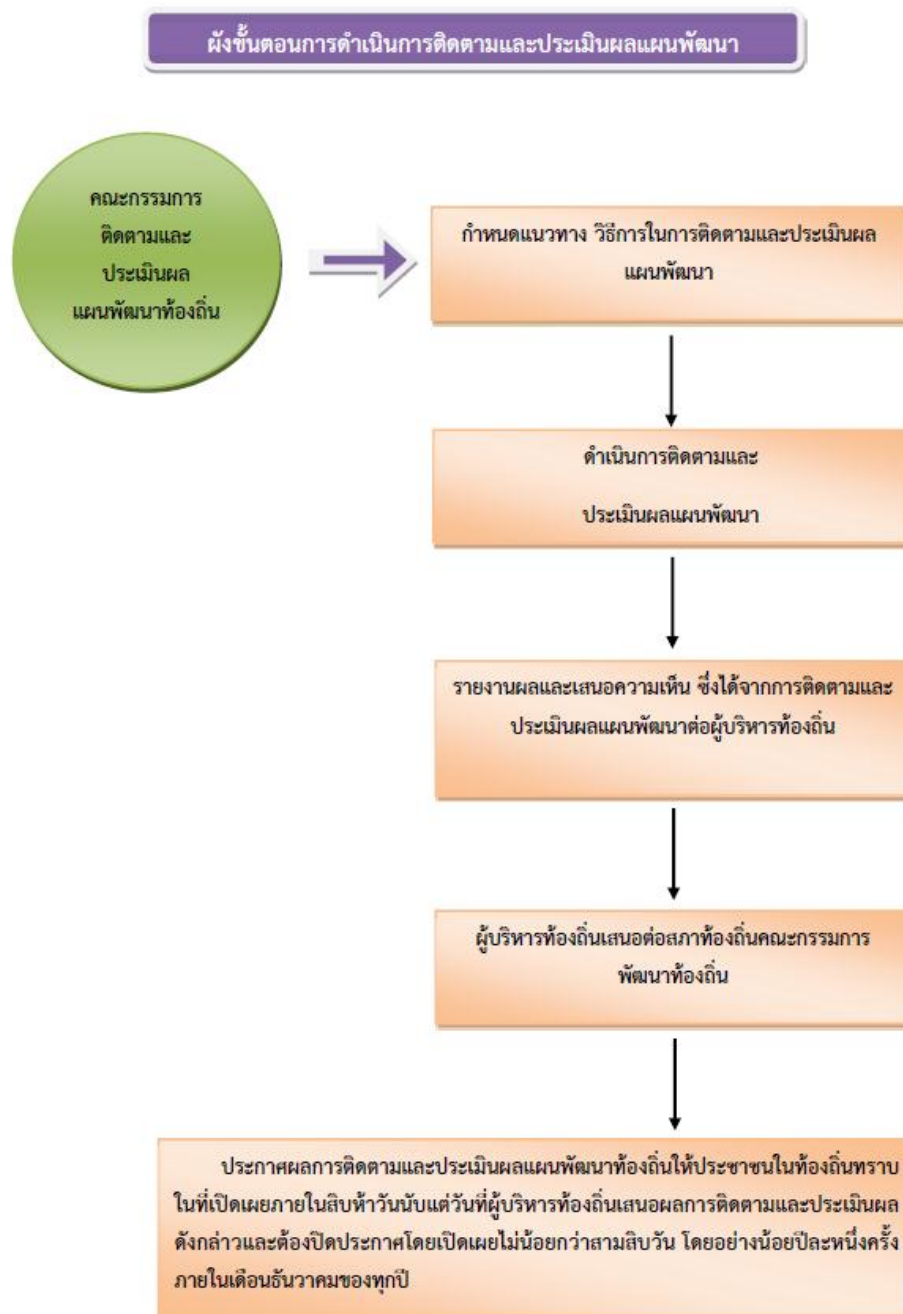 ผังขั้นตอนการดำเนินการติดตามและประเมินผลแผนพัฒนา
คณะกรรมการ
ติดตามและ
ประเมินผล
แผนพัฒนาท้องถิ่น
กำหนดแนวทาง วิธีการในการติดตามและประเมินผล
แผนพัฒนา
ดำเนินการติดตามและ
ประเมินผลแผนพัฒนา
รายงานผลและเสนอความเห็น ซึ่งได้จากการติดตามและ
ประเมินผลแผนพัฒนาต่อผู้บริหารท้องถิ่น
ผู้บริหารท้องถิ่นเสนอต่อสภาท้องถิ่นคณะกรรมการ
พัฒนาท้องถิ่น
ประกาศผลการติดตามและประเมินผลแผนพัฒนาท้องถิ่นให้ประชาชนในท้องถิ่นทราบ
ในที่เปิดเผยภายในสิบห้าวันนับแต่วันที่ผู้บริหารท้องถิ่นเสนอผลการติดตามและประเมินผล
ดังกล่าวและต้องปิดประกาศโดยเปิดเผยไม่น้อยกว่าสามสิบวัน โดยอย่างน้อยปีละหนึ่งครั้ง
ภายในเดือนธันวาคมของทุกปี